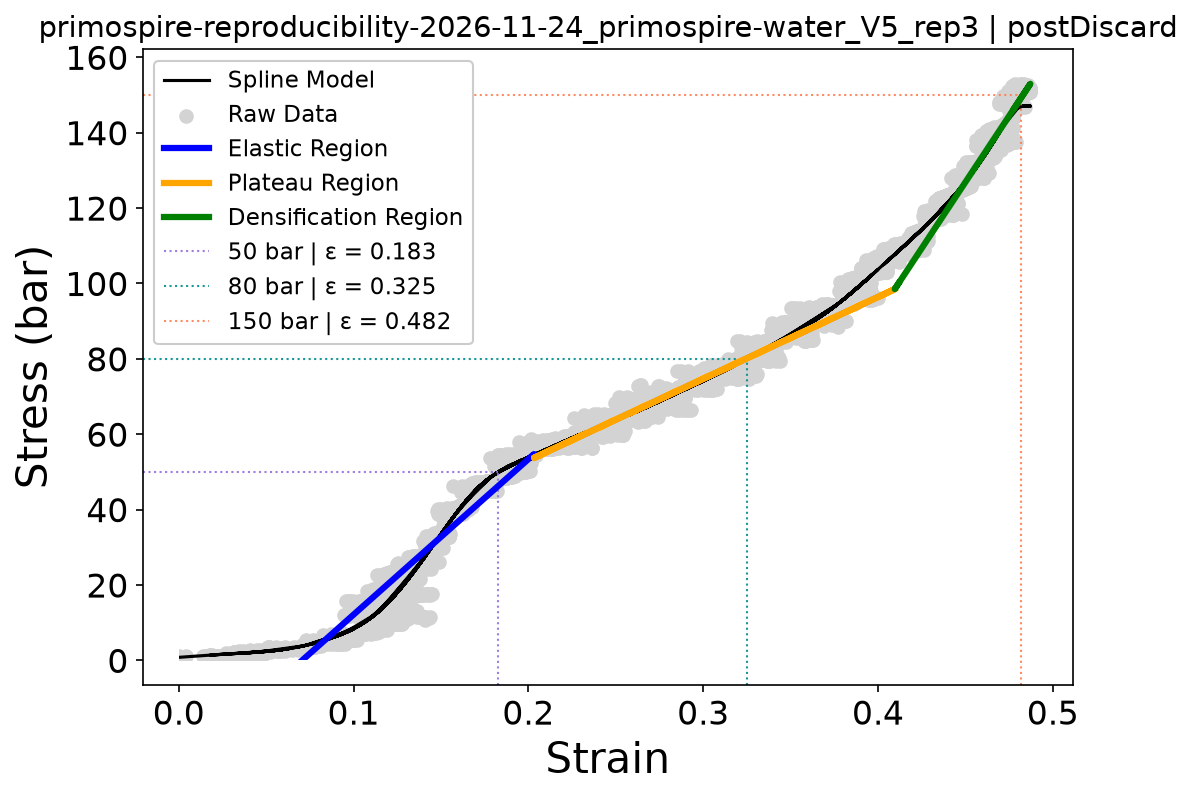 primospire-reproducibility-2026-11-24_primospire-water_V5_rep3 | postDiscard
Spline Model
Raw Data
Elastic Region
Plateau Region
Densification Region
50 bar | ε = 0.183
80 bar | ε = 0.325
150 bar | ε = 0.482
160
140
120
100
80
60
40
20
0
Stress (bar)
0.0 0.1 0.2 0.3 0.4 0.5
Strain